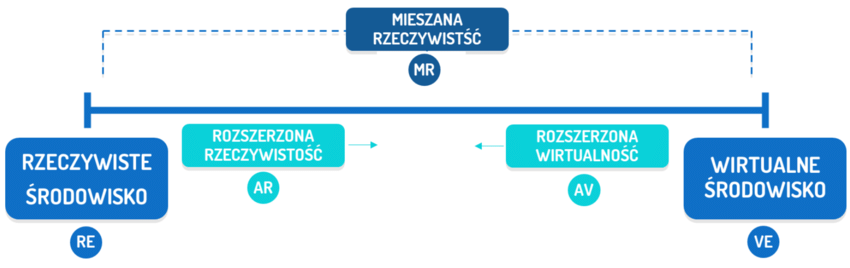 MIESZANA
RZECZYWISTŚĆ
MR
RZECZYWISTE
ŚRODOWISKO
RE
ROZSZERZONA
RZECZYWISTOŚĆ
AR
ROZSZERZONA
WIRTUALNOŚĆ
AV
WIRTUALNE
ŚRODOWISKO
VE